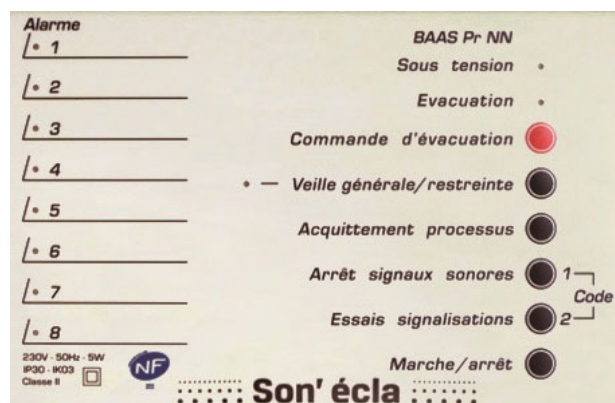 Alarme
1
2
3
4
5
6
7
8
230V - 50Hz - 5W
IP30 - IK03
Classe II
NF
BAAS Pr NN
Sous tension
Evacuation
Commande d'évacuation
Veille générale/restreinte
Acquittement processus
Arrêt signaux sonores 1
Code
Essais signalisations 2
Marche/arrêt
Son' écla